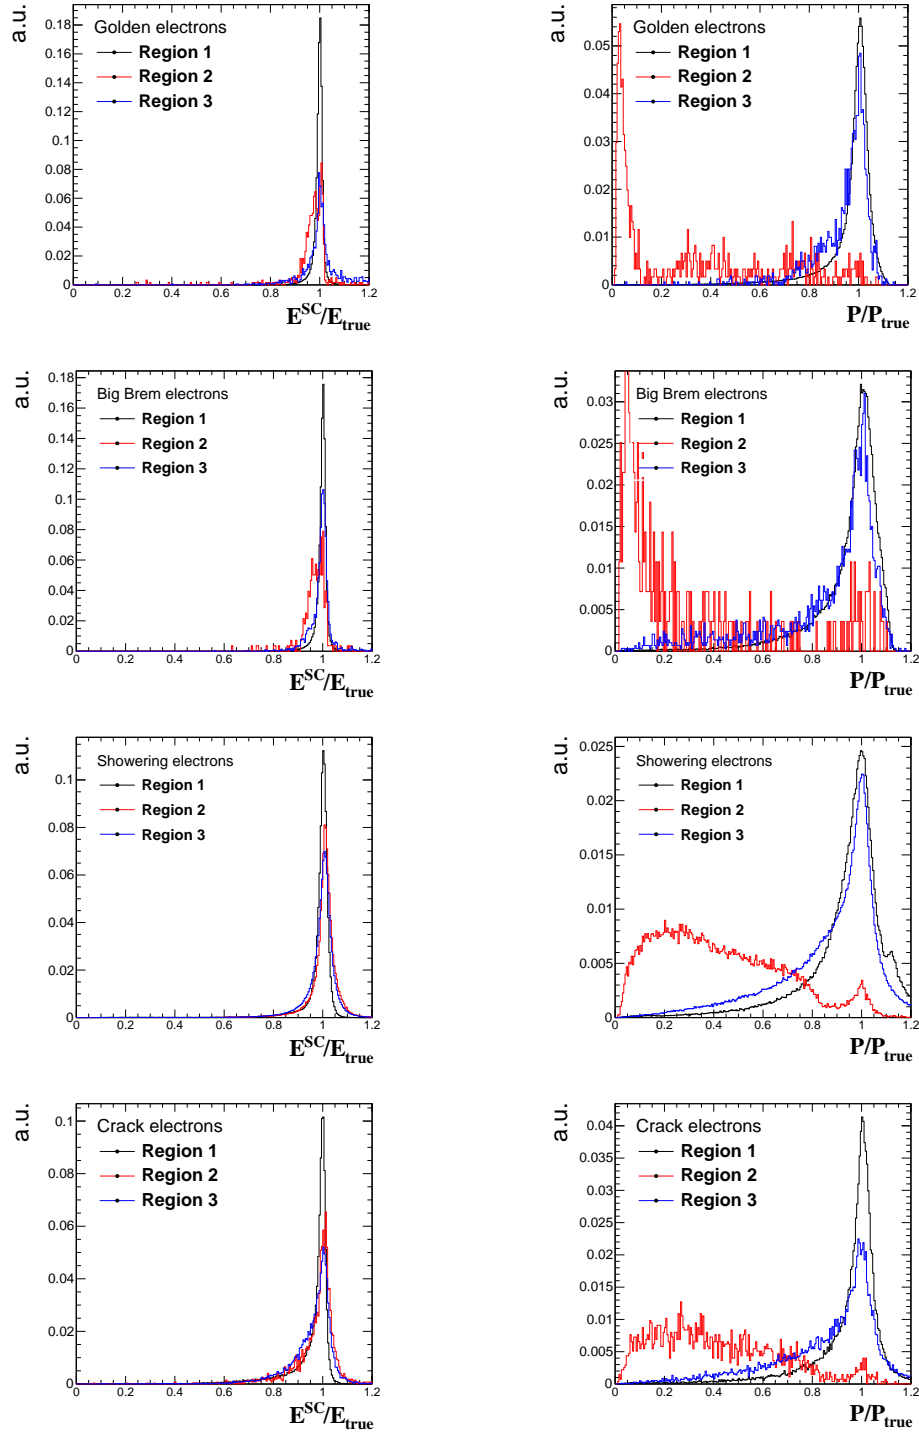 a.u.
Golden electrons
Region 1
Region 2
Region 3
0.18
0.16
0.14
0.12
0.1
0.08
0.06
0.04
0.02
0
0 0.2 0.4 0.6 0.8 1 1.2
E^SC/E_true
a.u.
Golden electrons
Region 1
Region 2
Region 3
0.05
0.04
0.03
0.02
0.01
0
0 0.2 0.4 0.6 0.8 1 1.2
P/P_true
a.u.
Big Brem electrons
Region 1
Region 2
Region 3
0.18
0.16
0.14
0.12
0.1
0.08
0.06
0.04
0.02
0
0 0.2 0.4 0.6 0.8 1 1.2
E^SC/E_true
a.u.
Big Brem electrons
Region 1
Region 2
Region 3
0.03
0.025
0.02
0.015
0.01
0.005
0
0 0.2 0.4 0.6 0.8 1 1.2
P/P_true
a.u.
Showering electrons
Region 1
Region 2
Region 3
0.1
0.08
0.06
0.04
0.02
0
0 0.2 0.4 0.6 0.8 1 1.2
E^SC/E_true
a.u.
Showering electrons
Region 1
Region 2
Region 3
0.025
0.02
0.015
0.01
0.005
0
0 0.2 0.4 0.6 0.8 1 1.2
P/P_true
a.u.
Crack electrons
Region 1
Region 2
Region 3
0.1
0.08
0.06
0.04
0.02
0
0 0.2 0.4 0.6 0.8 1 1.2
E^SC/E_true
a.u.
Crack electrons
Region 1
Region 2
Region 3
0.04
0.035
0.03
0.025
0.02
0.015
0.01
0.005
0
0 0.2 0.4 0.6 0.8 1 1.2
P/P_true